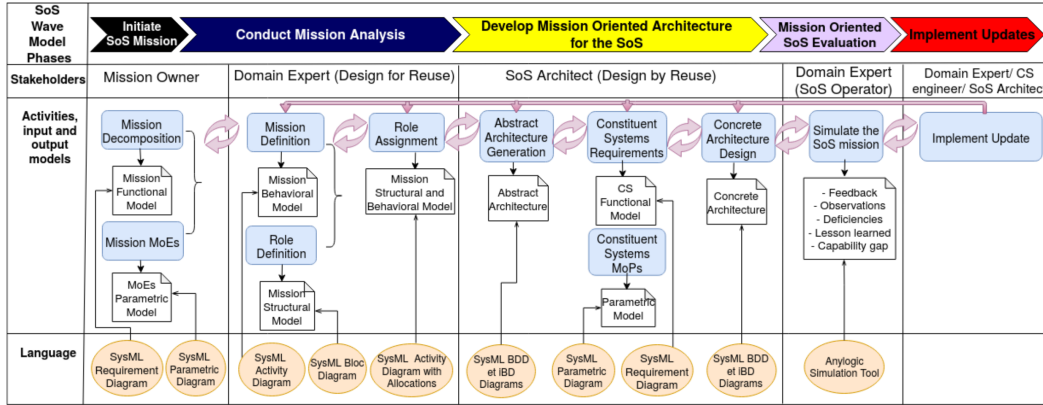 SoS
Wave
Model
Phases
Initiate
SoS Mission
Conduct Mission Analysis
Develop Mission Oriented Architecture
for the SoS
Mission Oriented
SoS Evaluation
Implement Updates
Stakeholders
Mission Owner
Domain Expert (Design for Reuse)
SoS Architect (Design by Reuse)
Domain Expert
(SoS Operator)
Domain Expert/ CS
engineer/ SoS Architec
Activities,
input and
output
models
Mission
Decomposition
Mission
Functional
Model
Mission MoEs
MoEs
Parametric
Model
Mission
Definition
Mission
Behavioral
Model
Role
Definition
Mission
Structural
Model
Role
Assignment
Mission
Structural and
Behavioral Model
Abstract
Architecture
Generation
Abstract
Architecture
Constituent
Systems
Requirements
CS
Functional
Model
Constituent
Systems
MoPs
Parametric
Model
Concrete
Architecture
Design
Concrete
Architecture
Simulate the
SoS mission
- Feedback
- Observations
- Deficiencies
- Lesson learned
- Capability gap
Implement Update
Language
SysML
Requirement
Diagram
SysML
Parametric
Diagram
SysML
Activity
Diagram
SysML Bloc
Diagram
SysML Activity
Diagram with
Allocations
SysML BDD
et iBD
Diagrams
SysML
Parametric
Diagram
SysML
Requirement
Diagram
SysML BDD
et iBD
Diagrams
Anylogic
Simulation Tool